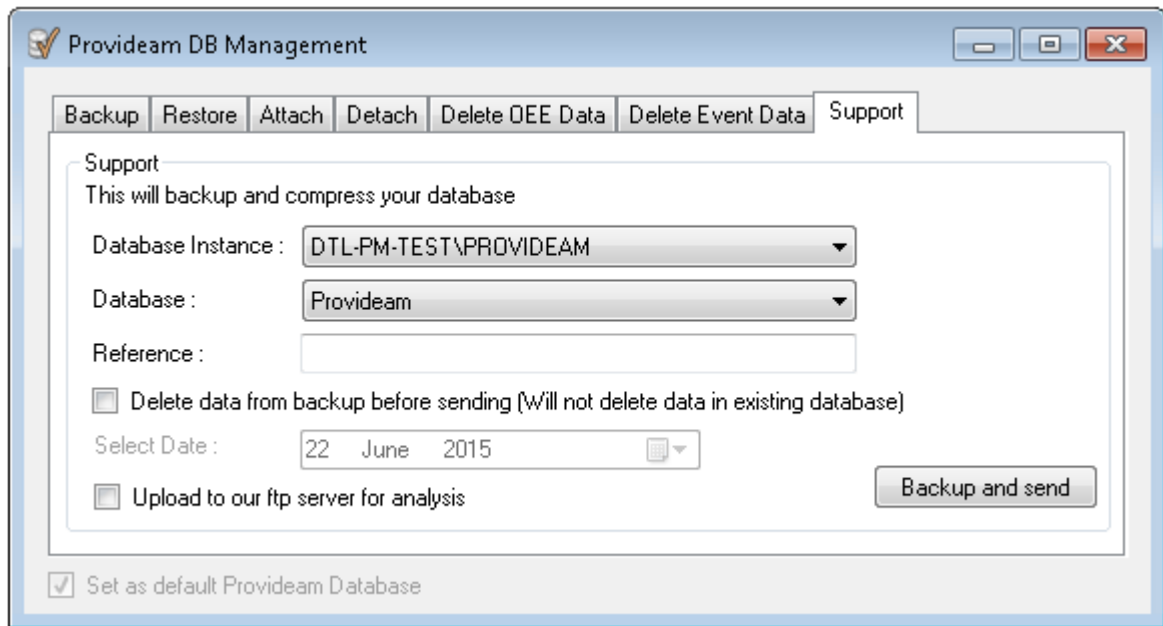 Provideam DB Management
Backup Restore Attach Detach Delete OEE Data Delete Event Data Support
Support
This will backup and compress your database
Database Instance : DTL-PM-TEST\PROVIDEAM
Database : Provideam
Reference :
Delete data from backup before sending (Will not delete data in existing database)
Select Date : 22 June 2015
Upload to our ftp server for analysis
Backup and send
Set as default Provideam Database